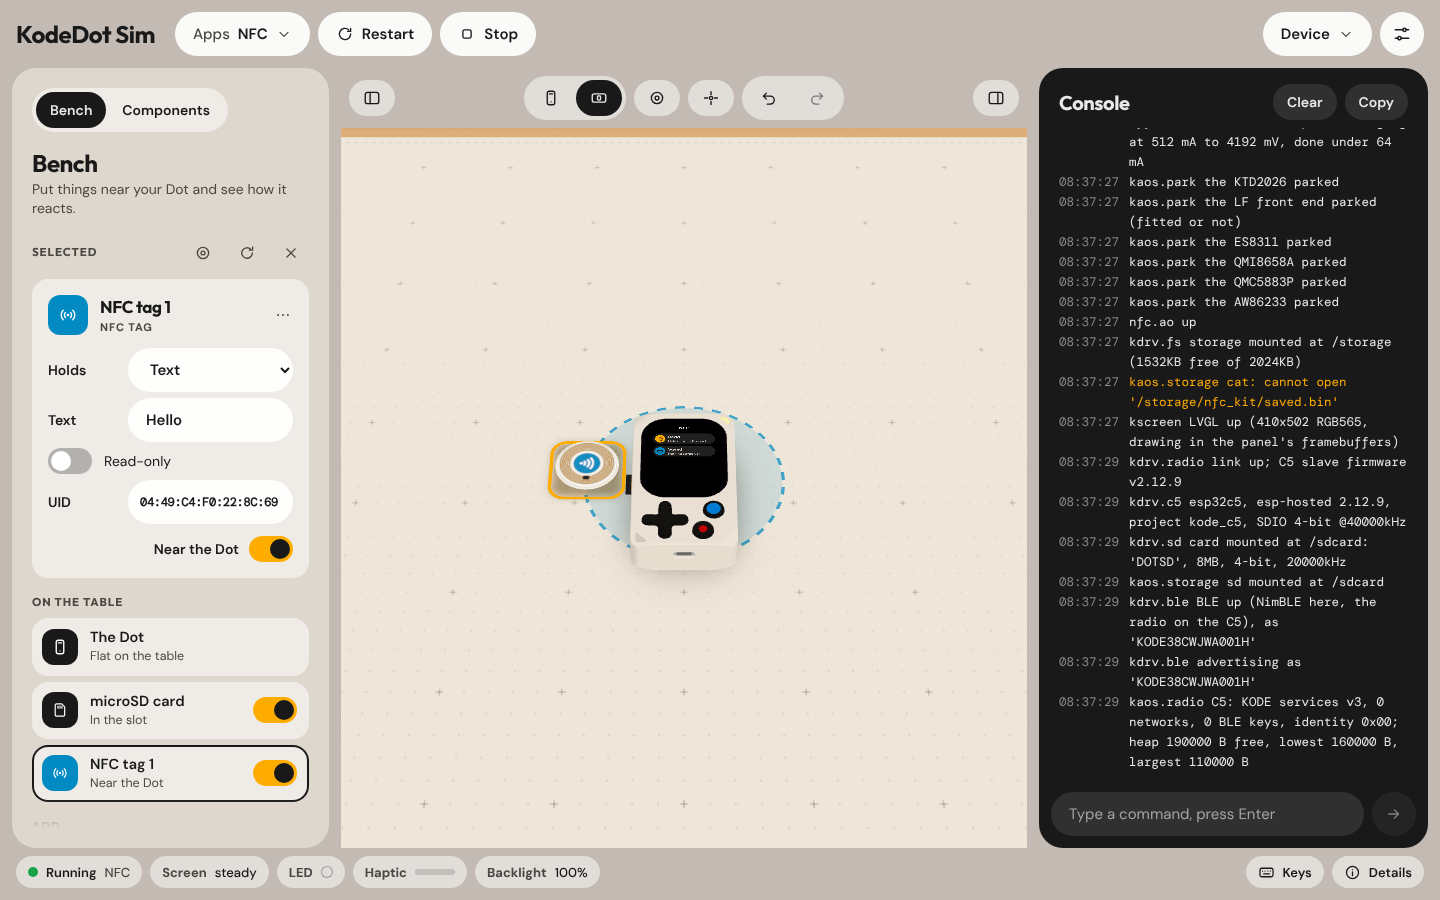 KodeDot Sim
Apps NFC
Restart
Stop
Device
Bench
Components
Bench
Put things near your Dot and see how it
reacts.
SELECTED
NFC tag 1
NFC TAG
Holds
Text
Text
Hello
Read-only
UID
04:49:C4:F0:22:8C:69
Near the Dot
ON THE TABLE
The Dot
Flat on the table
microSD card
In the slot
NFC tag 1
Near the Dot
Console
Clear
Copy
at 512 mA to 4192 mV, done under 64
mA
08:37:27 kaos.park the KTD2026 parked
08:37:27 kaos.park the LF front end parked
(fitted or not)
08:37:27 kaos.park the ES8311 parked
08:37:27 kaos.park the QMI8658A parked
08:37:27 kaos.park the QMC5883P parked
08:37:27 kaos.park the AW86233 parked
08:37:27 nfc.ao up
08:37:27 kdrv.fs storage mounted at /storage
(1532KB free of 2024KB)
08:37:27 kaos.storage cat: cannot open
'/storage/nfc_kit/saved.bin'
08:37:27 kscreen LVGL up (410x502 RGB565,
drawing in the panel's framebuffers)
08:37:29 kdrv.radio link up; C5 slave firmware
v2.12.9
08:37:29 kdrv.c5 esp32c5, esp-hosted 2.12.9,
project kode_c5, SDIO 4-bit @40000kHz
08:37:29 kdrv.sd card mounted at /sdcard:
'DOTSD', 8MB, 4-bit, 20000kHz
08:37:29 kaos.storage sd mounted at /sdcard
08:37:29 kdrv.ble BLE up (NimBLE here, the
radio on the C5), as
'KODE38CWJWA001H'
08:37:29 kdrv.ble advertising as
'KODE38CWJWA001H'
08:37:29 kaos.radio C5: KODE services v3, 0
networks, 0 BLE keys, identity 0x00;
heap 190000 B free, lowest 160000 B,
largest 110000 B
Type a command, press Enter
Running NFC
Screen steady
LED
Haptic
Backlight 100%
Keys
Details